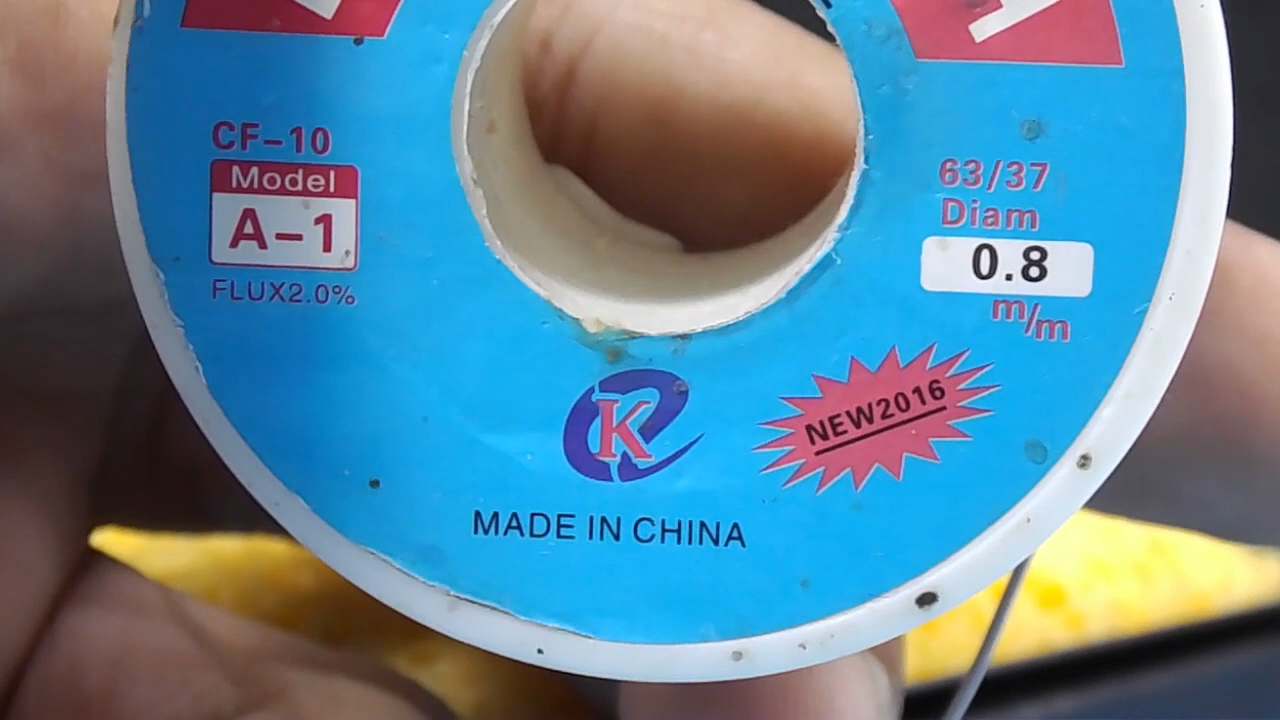 CF-10
Model
A-1
FLUX2.0%
63/37
Diam
0.8
m/m
K
NEW2016
MADE IN CHINA